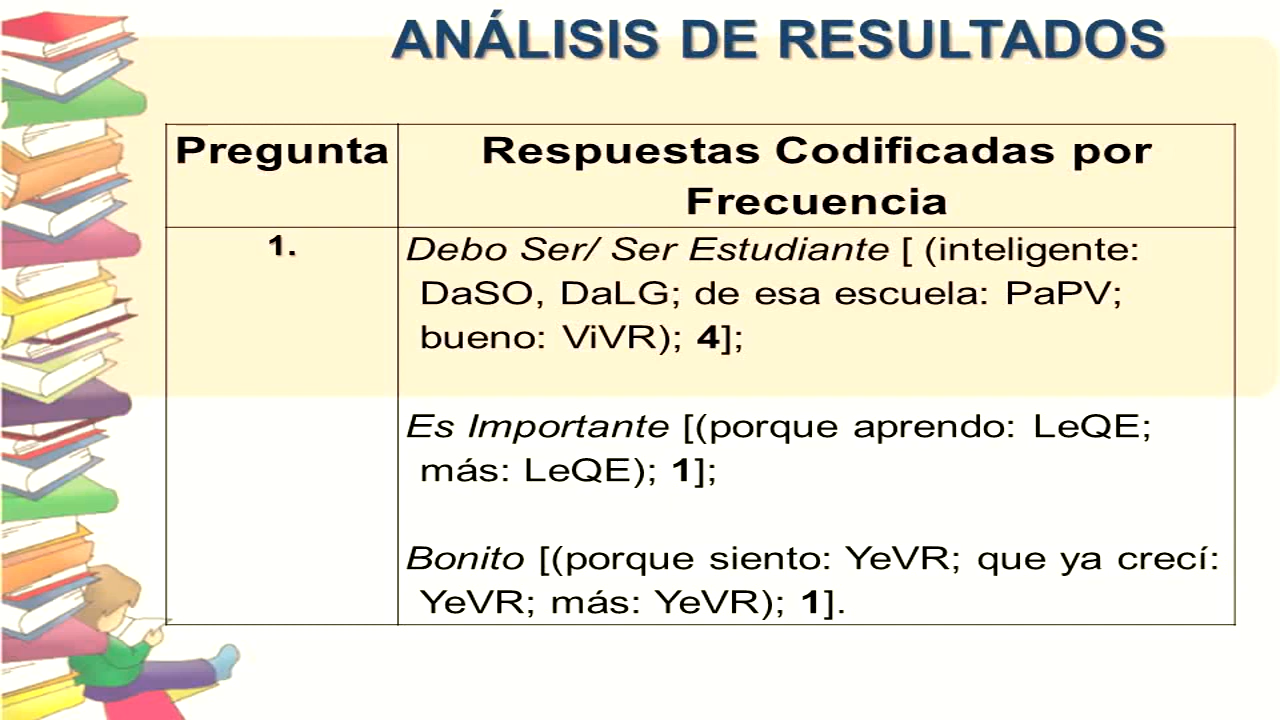 ANÁLISIS DE RESULTADOS
Pregunta
Respuestas Codificadas por
Frecuencia
1.
Debo Ser/ Ser Estudiante [ (inteligente:
DaSO, DaLG; de esa escuela: PaPV;
bueno: ViVR); 4];
Es Importante [(porque aprendo: LeQE;
más: LeQE); 1];
Bonito [(porque siento: YeVR; que ya crecí:
YeVR; más: YeVR); 1].